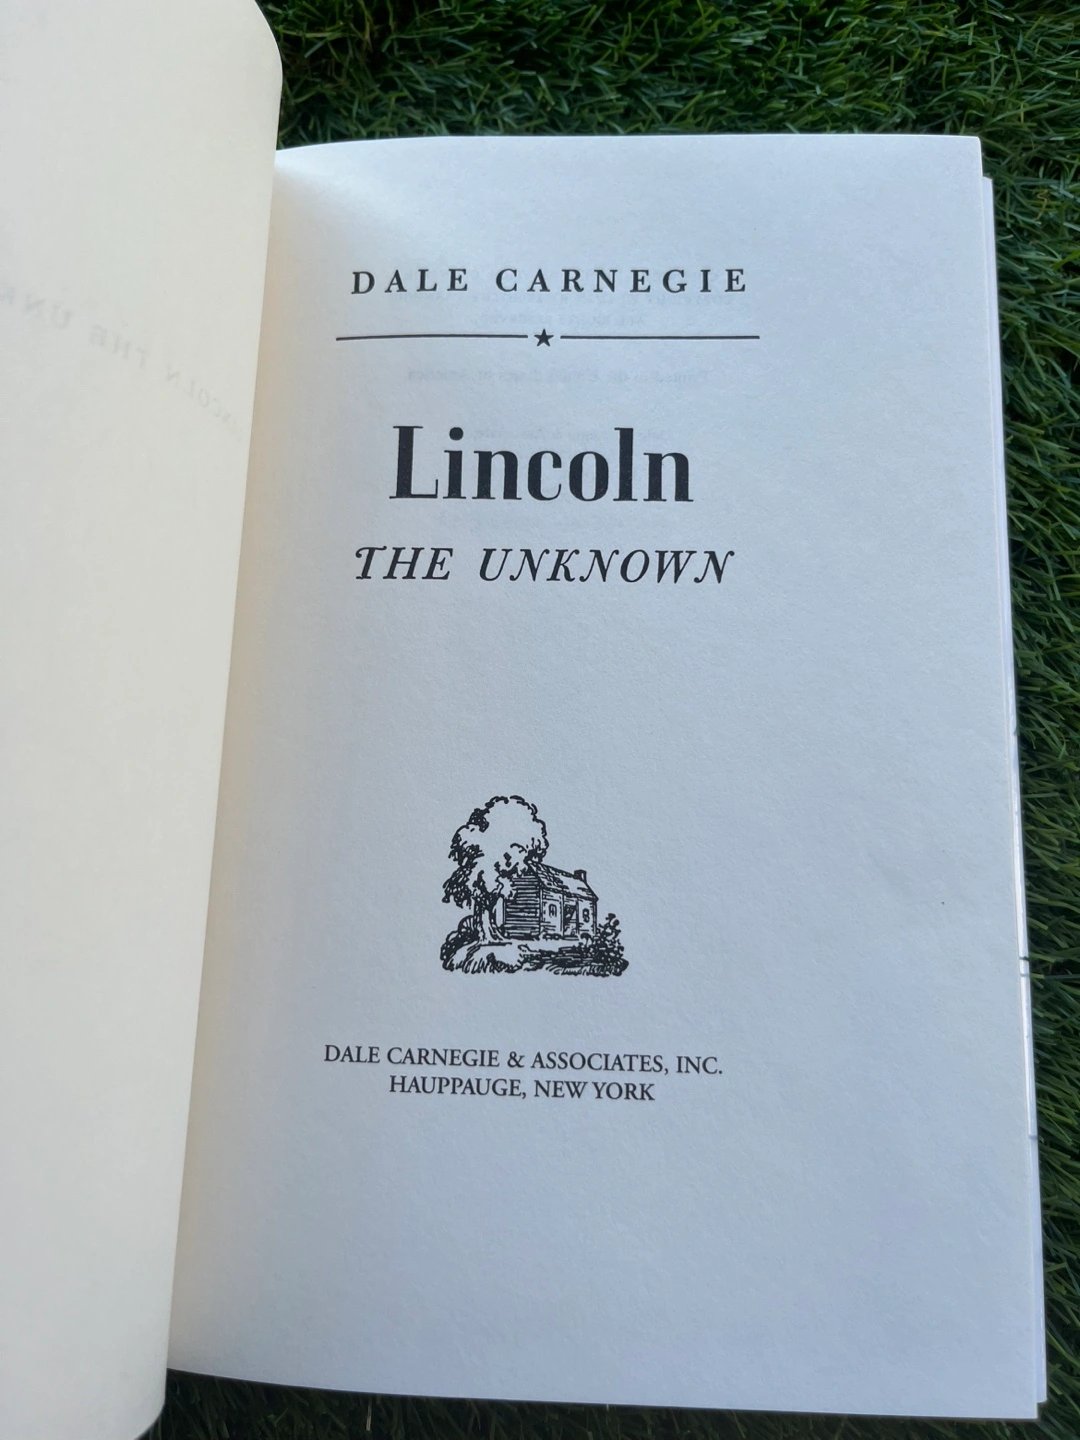 DALE CARNEGIE
Lincoln
THE UNKNOWN
DALE CARNEGIE & ASSOCIATES, INC.
HAUPPAUGE, NEW YORK